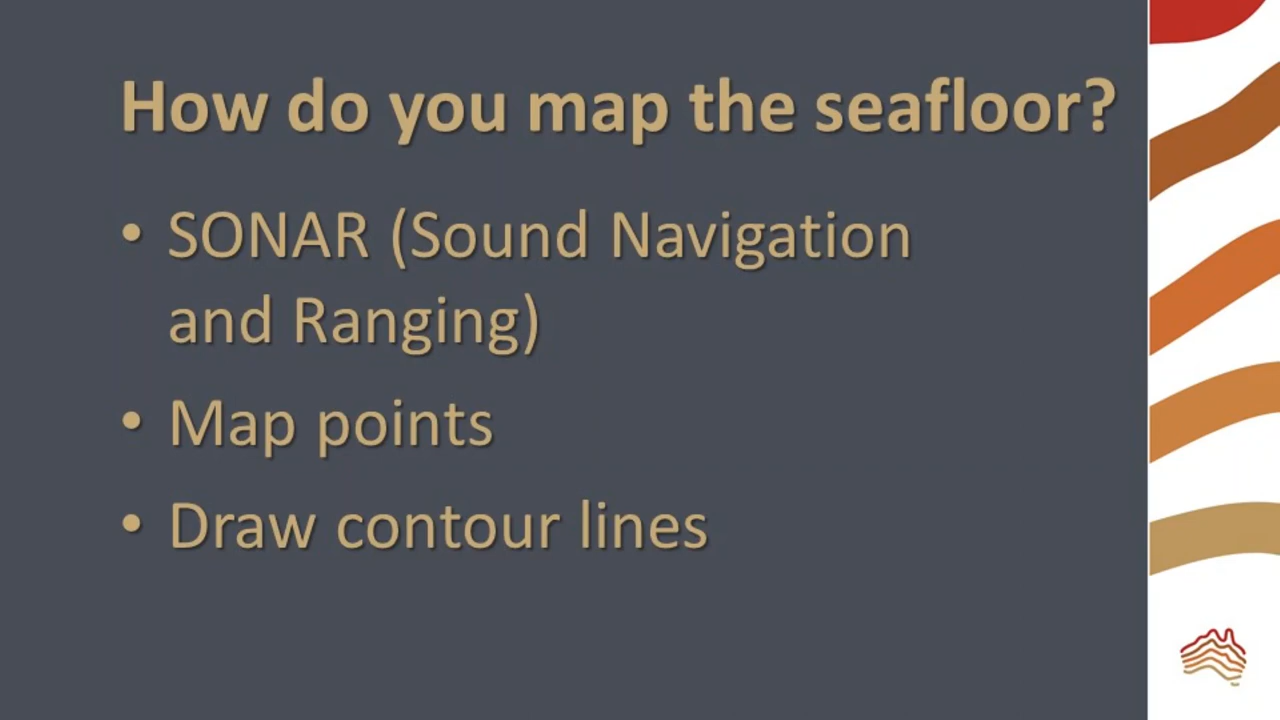 How do you map the seafloor?
• SONAR (Sound Navigation
and Ranging)
• Map points
• Draw contour lines